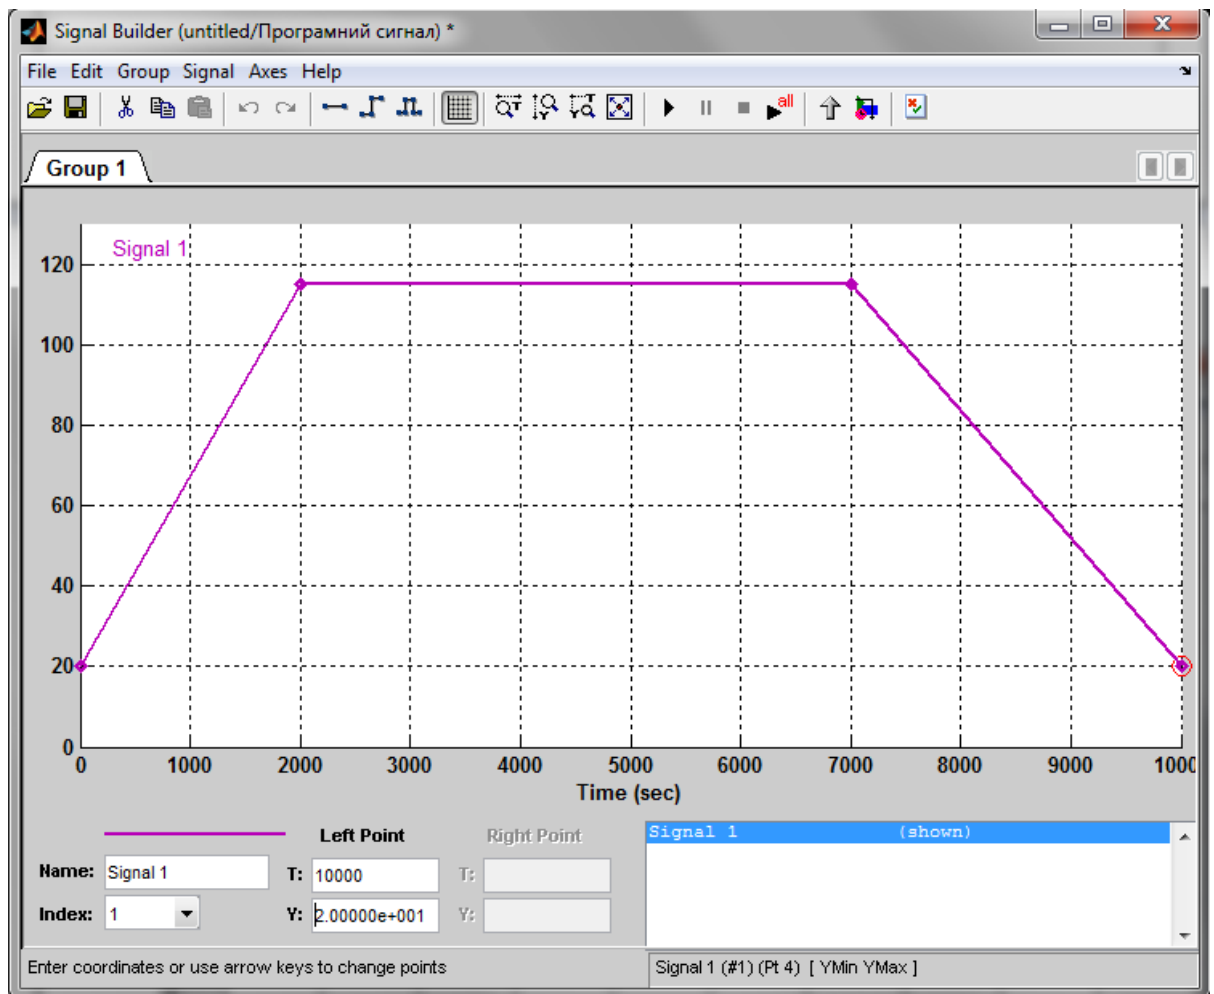 Signal Builder (untitled/Програмний сигнал) *
File Edit Group Signal Axes Help
all
Group 1
Signal 1
120
100
80
60
40
20
0
0 1000 2000 3000 4000 5000 6000 7000 8000 9000 1000
Time (sec)
Left Point Right Point
Name: Signal 1 T: 10000 T:
Index: 1 Y: 2.00000e+001 Y:
Signal 1 (shown)
Enter coordinates or use arrow keys to change points
Signal 1 (#1) (Pt 4) [ YMin YMax ]